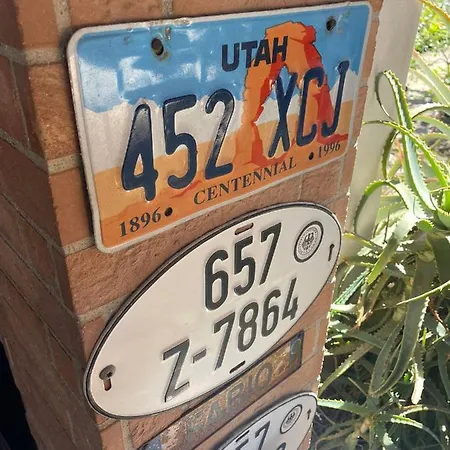 UTAH
452 XCJ
1896 • CENTENNIAL • 1996
657
Z-7864